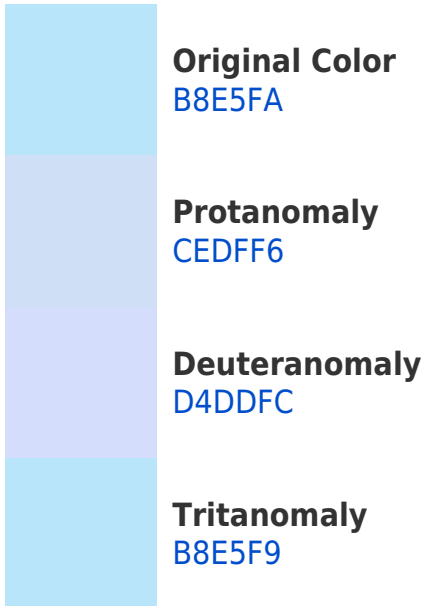 Original Color
B8E5FA
Protanomaly
CEDFF6
Deuteranomaly
D4DDFC
Tritanomaly
B8E5F9